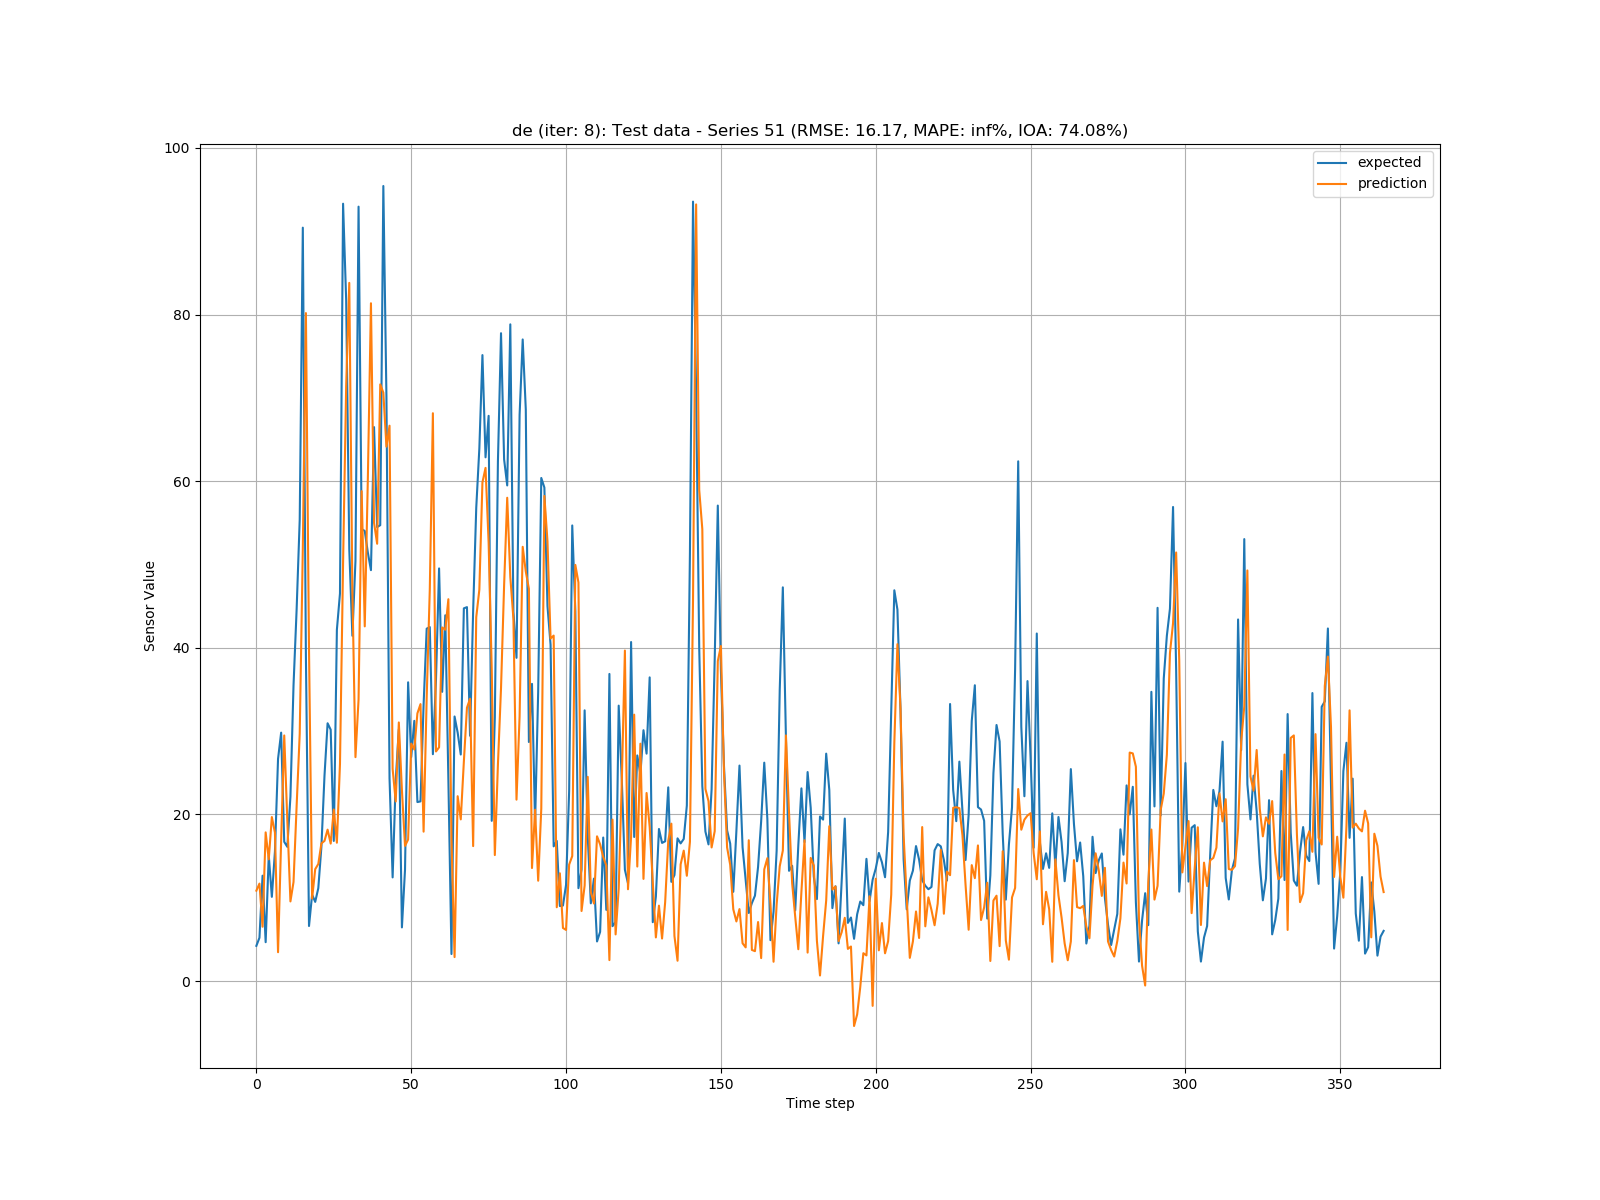 de (iter: 8): Test data - Series 51 (RMSE: 16.17, MAPE: inf%, IOA: 74.08%)
expected
prediction
100
80
60
40
20
0
Sensor Value
0 50 100 150 200 250 300 350
Time step